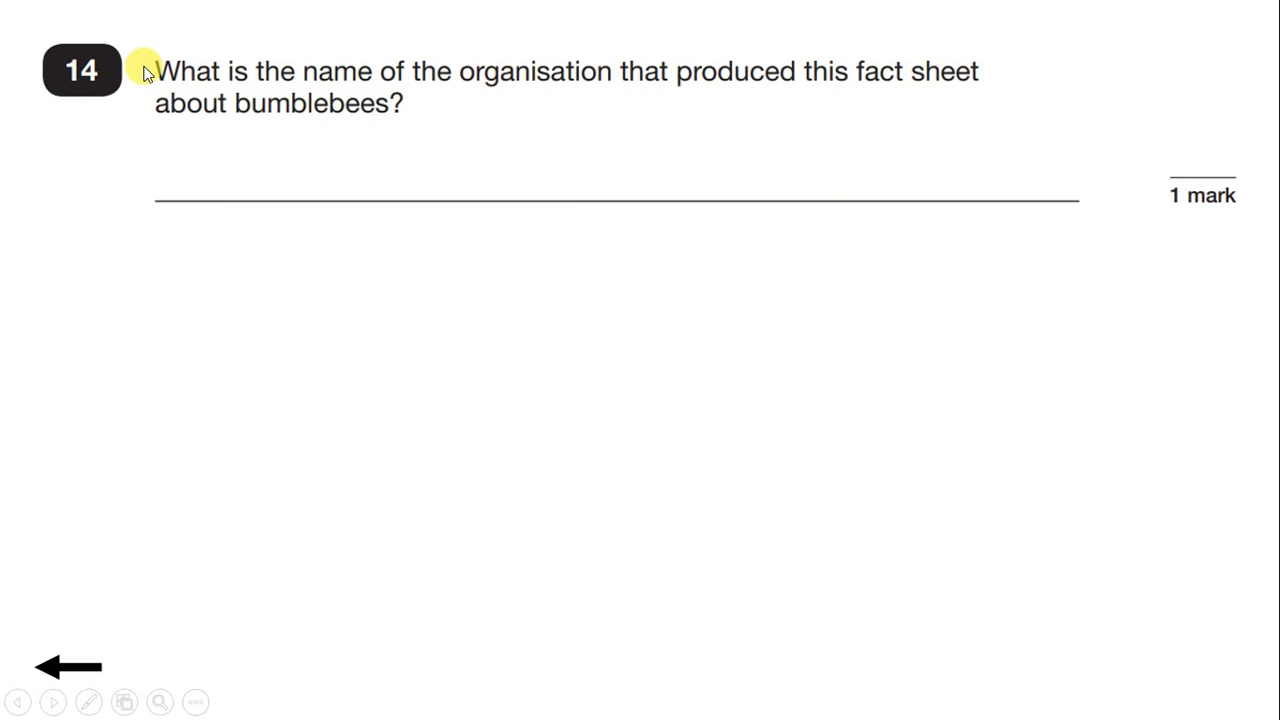 14
What is the name of the organisation that produced this fact sheet
about bumblebees?
1 mark